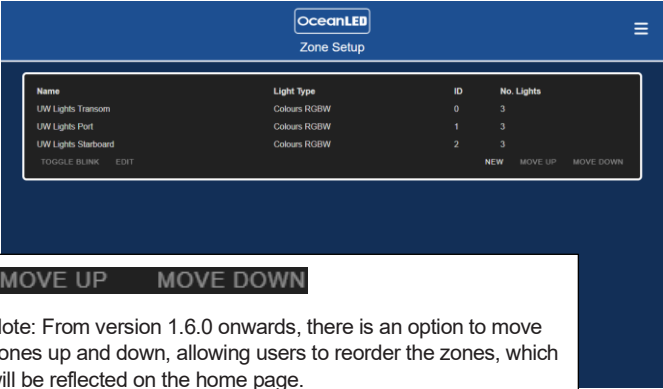 OceanLED
Zone Setup
Name Light Type ID No. Lights
UW Lights Transom Colours RGBW 0 3
UW Lights Port Colours RGBW 1 3
UW Lights Starboard Colours RGBW 2 3
TOGGLE BLINK EDIT NEW MOVE UP MOVE DOWN
MOVE UP MOVE DOWN
Note: From version 1.6.0 onwards, there is an option to move
zones up and down, allowing users to reorder the zones, which
will be reflected on the home page.